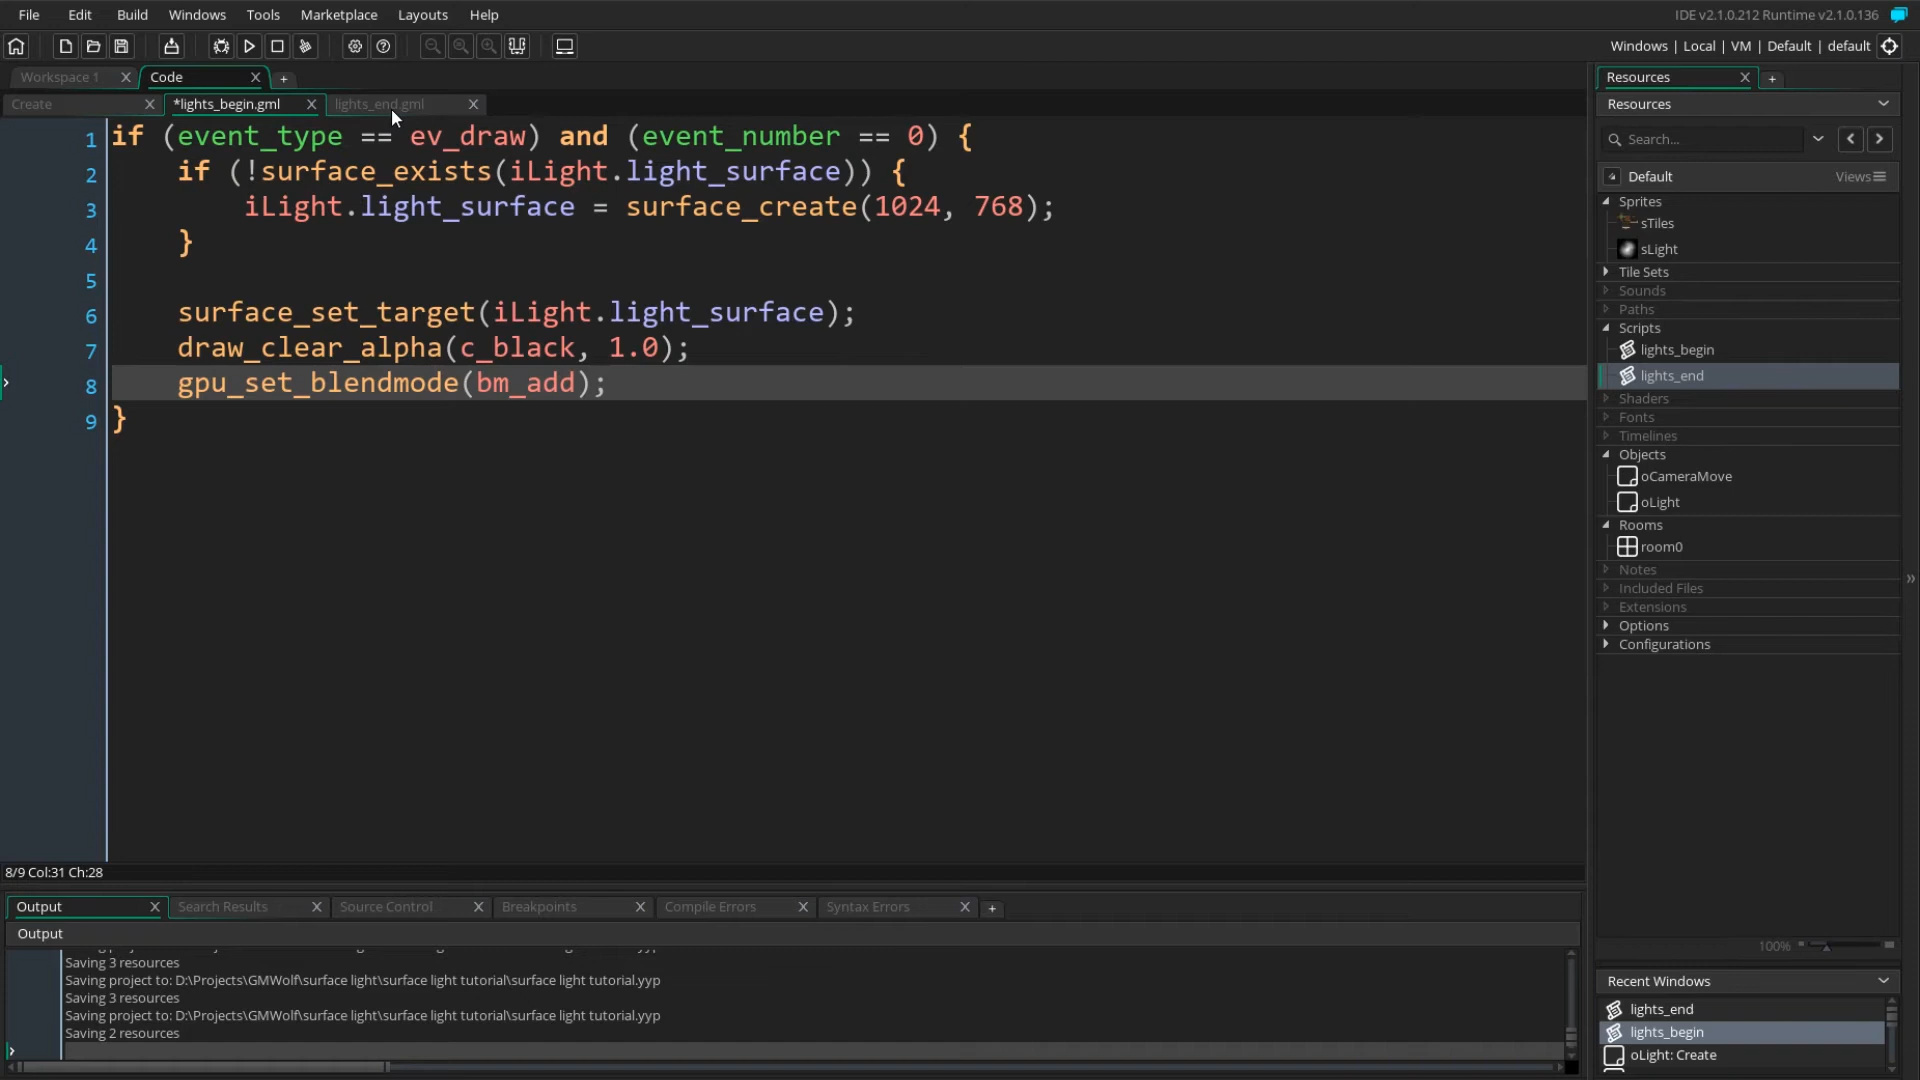 File Edit Build Windows Tools Marketplace Layouts Help IDE v2.1.0.212 Runtime v2.1.0.136
Windows | Local | VM | Default | default
Workspace 1 Code
Create *lights_begin.gml lights_end.gml
1 if (event_type == ev_draw) and (event_number == 0) {
2 if (!surface_exists(iLight.light_surface)) {
3 iLight.light_surface = surface_create(1024, 768);
4 }
5
6 surface_set_target(iLight.light_surface);
7 draw_clear_alpha(c_black, 1.0);
8 gpu_set_blendmode(bm_add);
9 }
8/9 Col:31 Ch:28
Output Search Results Source Control Breakpoints Compile Errors Syntax Errors
Output
Saving 3 resources
Saving project to: D:\Projects\GMWolf\surface light\surface light tutorial\surface light tutorial.yyp
Saving 3 resources
Saving project to: D:\Projects\GMWolf\surface light\surface light tutorial\surface light tutorial.yyp
Saving 2 resources
Resources
Resources
Search...
Default Views
Sprites
sTiles
sLight
Tile Sets
Sounds
Paths
Scripts
lights_begin
lights_end
Shaders
Fonts
Timelines
Objects
oCameraMove
oLight
Rooms
room0
Notes
Included Files
Extensions
Options
Configurations
100%
Recent Windows
lights_end
lights_begin
oLight: Create